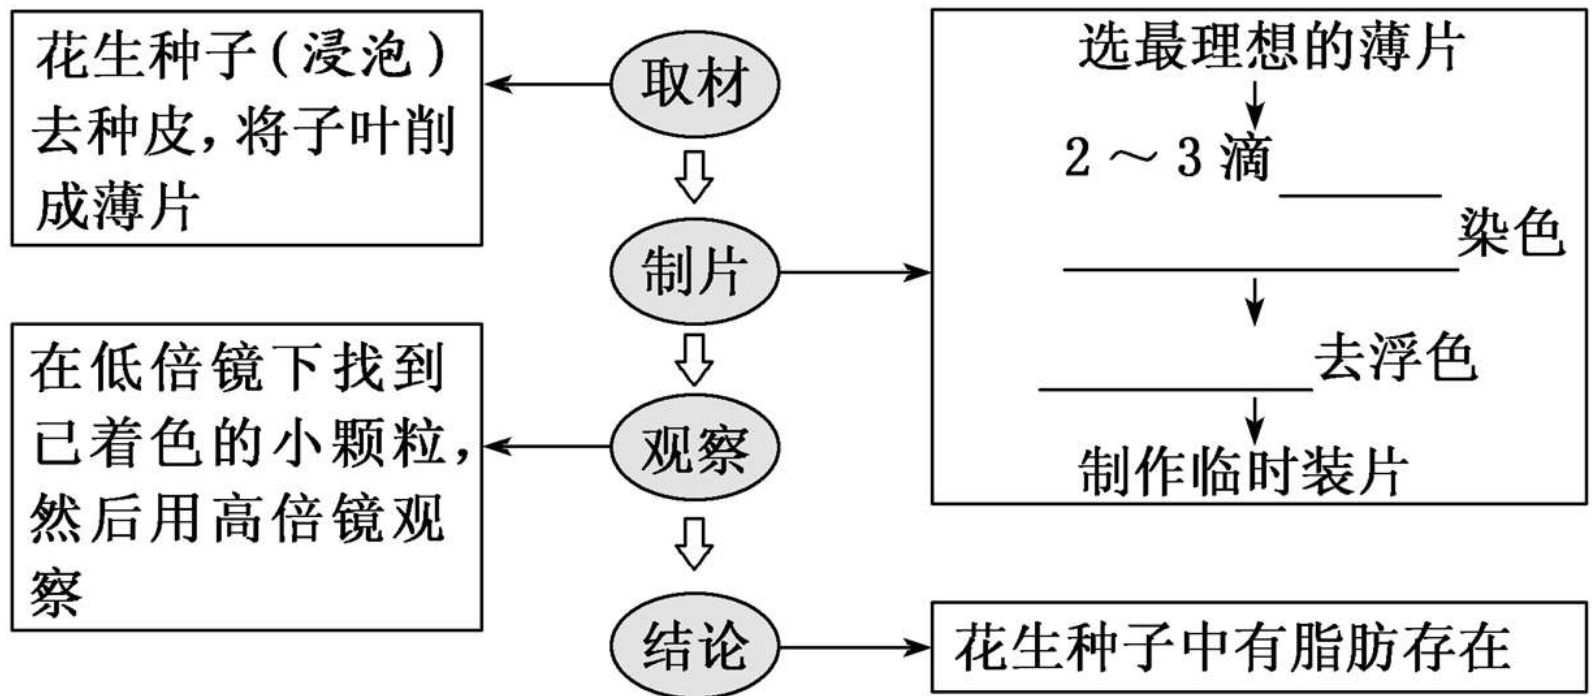 花生种子(浸泡)
去种皮,将子叶削
成薄片
取材
制片
选最理想的薄片
2～3滴
染色
去浮色
制作临时装片
在低倍镜下找到
已着色的小颗粒,
然后用高倍镜观
察
观察
结论
花生种子中有脂肪存在